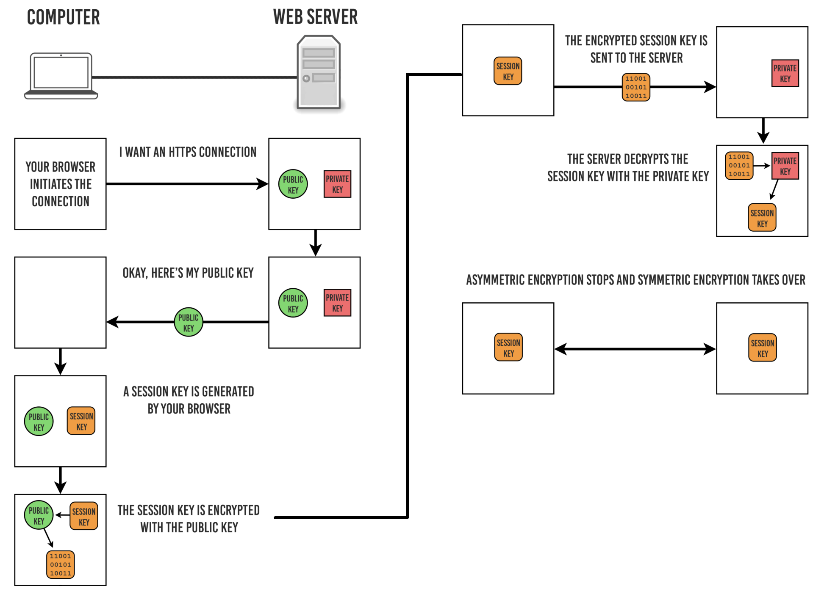 COMPUTER
WEB SERVER
I WANT AN HTTPS CONNECTION
YOUR BROWSER
INITIATES THE
CONNECTION
PUBLIC
KEY
PRIVATE
KEY
OKAY, HERE'S MY PUBLIC KEY
PUBLIC
KEY
PUBLIC
KEY
PRIVATE
KEY
A SESSION KEY IS GENERATED
BY YOUR BROWSER
PUBLIC
KEY
SESSION
KEY
THE SESSION KEY IS ENCRYPTED
WITH THE PUBLIC KEY
PUBLIC
KEY
SESSION
KEY
11001
00101
10011
THE ENCRYPTED SESSION KEY IS
SENT TO THE SERVER
SESSION
KEY
11001
00101
10011
PRIVATE
KEY
THE SERVER DECRYPTS THE
SESSION KEY WITH THE PRIVATE KEY
11001
00101
10011
PRIVATE
KEY
SESSION
KEY
ASYMMETRIC ENCRYPTION STOPS AND SYMMETRIC ENCRYPTION TAKES OVER
SESSION
KEY
SESSION
KEY